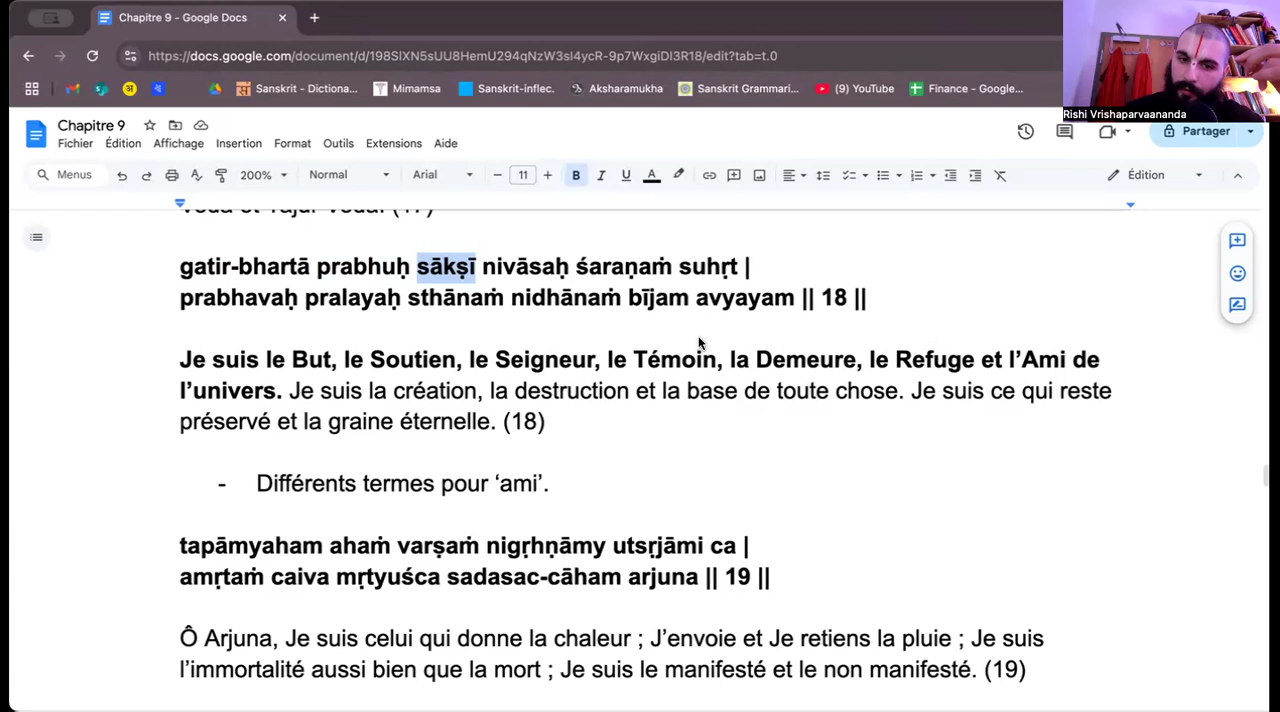 Chapitre 9 - Google Docs
https://docs.google.com/document/d/198SIXN5sUU8HemU294qNzW3sI4ycR-9p7WxgiDI3R18/edit?tab=t.0
Sanskrit - Dictiona... Mimamsa Sanskrit-inflec. Aksharamukha Sanskrit Grammari... (9) YouTube Finance – Google...
Rishi Vrishaparvaananda
Chapitre 9
Partager
Fichier Édition Affichage Insertion Format Outils Extensions Aide
Menus 200% Normal Arial 11 Édition
gatir-bhartā prabhuḥ sākṣī nivāsaḥ śaraṇaṁ suhṛt |
prabhavaḥ pralayaḥ sthānaṁ nidhānaṁ bījam avyayam || 18 ||
Je suis le But, le Soutien, le Seigneur, le Témoin, la Demeure, le Refuge et l’Ami de
l’univers. Je suis la création, la destruction et la base de toute chose. Je suis ce qui reste
préservé et la graine éternelle. (18)
- Différents termes pour ‘ami’.
tapāmyaham ahaṁ varṣaṁ nigṛhṇāmy utsṛjāmi ca |
amṛtaṁ caiva mṛtyuśca sadasac-cāham arjuna || 19 ||
Ô Arjuna, Je suis celui qui donne la chaleur ; J’envoie et Je retiens la pluie ; Je suis
l’immortalité aussi bien que la mort ; Je suis le manifesté et le non manifesté. (19)